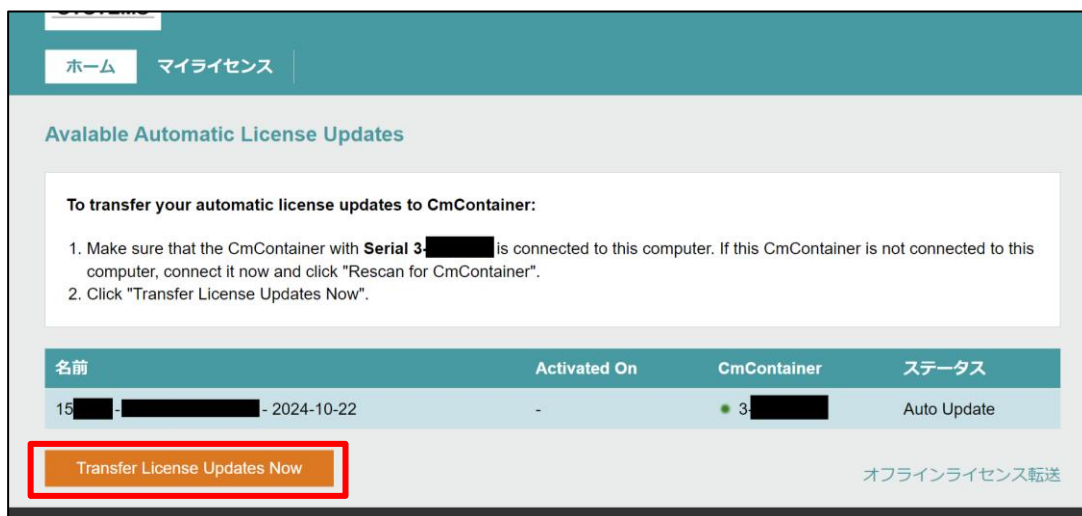 ホーム マイライセンス
Avalable Automatic License Updates
To transfer your automatic license updates to CmContainer:
1. Make sure that the CmContainer with Serial 3- is connected to this computer. If this CmContainer is not connected to this
computer, connect it now and click "Rescan for CmContainer".
2. Click "Transfer License Updates Now".
名前 Activated On CmContainer ステータス
15 - - 2024-10-22 - 3- Auto Update
Transfer License Updates Now
オフラインライセンス転送